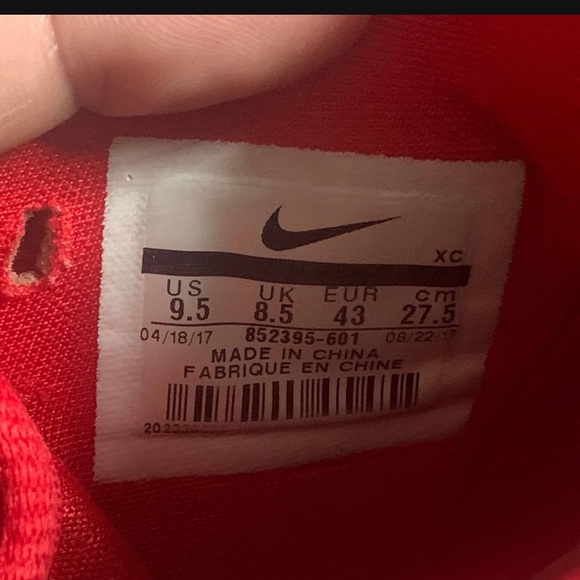 XC
US UK EUR cm
9.5 8.5 43 27.5
04/18/17 852395-601 06/22/17
MADE IN CHINA
FABRIQUE EN CHINE